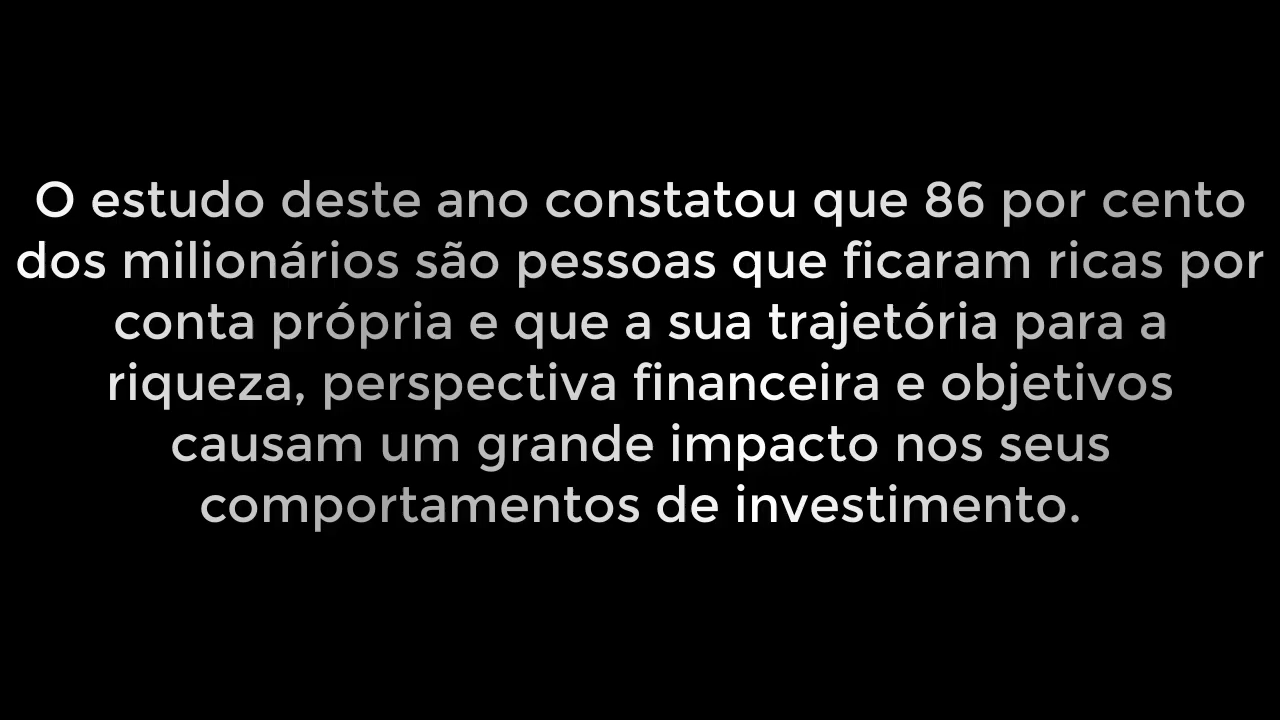 O estudo deste ano constatou que 86 por cento
dos milionários são pessoas que ficaram ricas por
conta própria e que a sua trajetória para a
riqueza, perspectiva financeira e objetivos
causam um grande impacto nos seus
comportamentos de investimento.